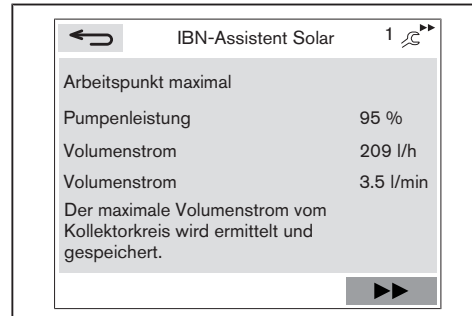 IBN-Assistent Solar 1
Arbeitspunkt maximal
Pumpenleistung 95 %
Volumenstrom 209 l/h
Volumenstrom 3.5 l/min
Der maximale Volumenstrom vom
Kollektorkreis wird ermittelt und
gespeichert.